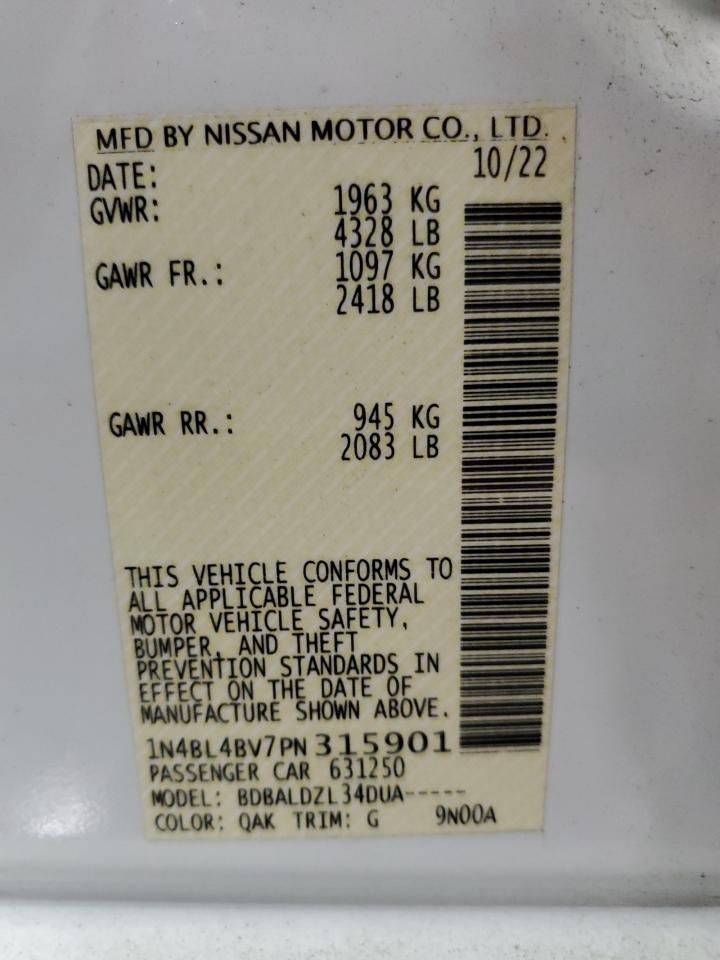 MFD BY NISSAN MOTOR CO., LTD.
DATE: 10/22
GVWR: 1963 KG
4328 LB
GAWR FR.: 1097 KG
2418 LB
GAWR RR.: 945 KG
2083 LB
THIS VEHICLE CONFORMS TO
ALL APPLICABLE FEDERAL
MOTOR VEHICLE SAFETY,
BUMPER, AND THEFT
PREVENTION STANDARDS IN
EFFECT ON THE DATE OF
MANUFACTURE SHOWN ABOVE.
1N4BL4BV7PN315901
PASSENGER CAR 631250
MODEL: BDBALDZL34DUA-----
COLOR: QAK TRIM: G 9N00A